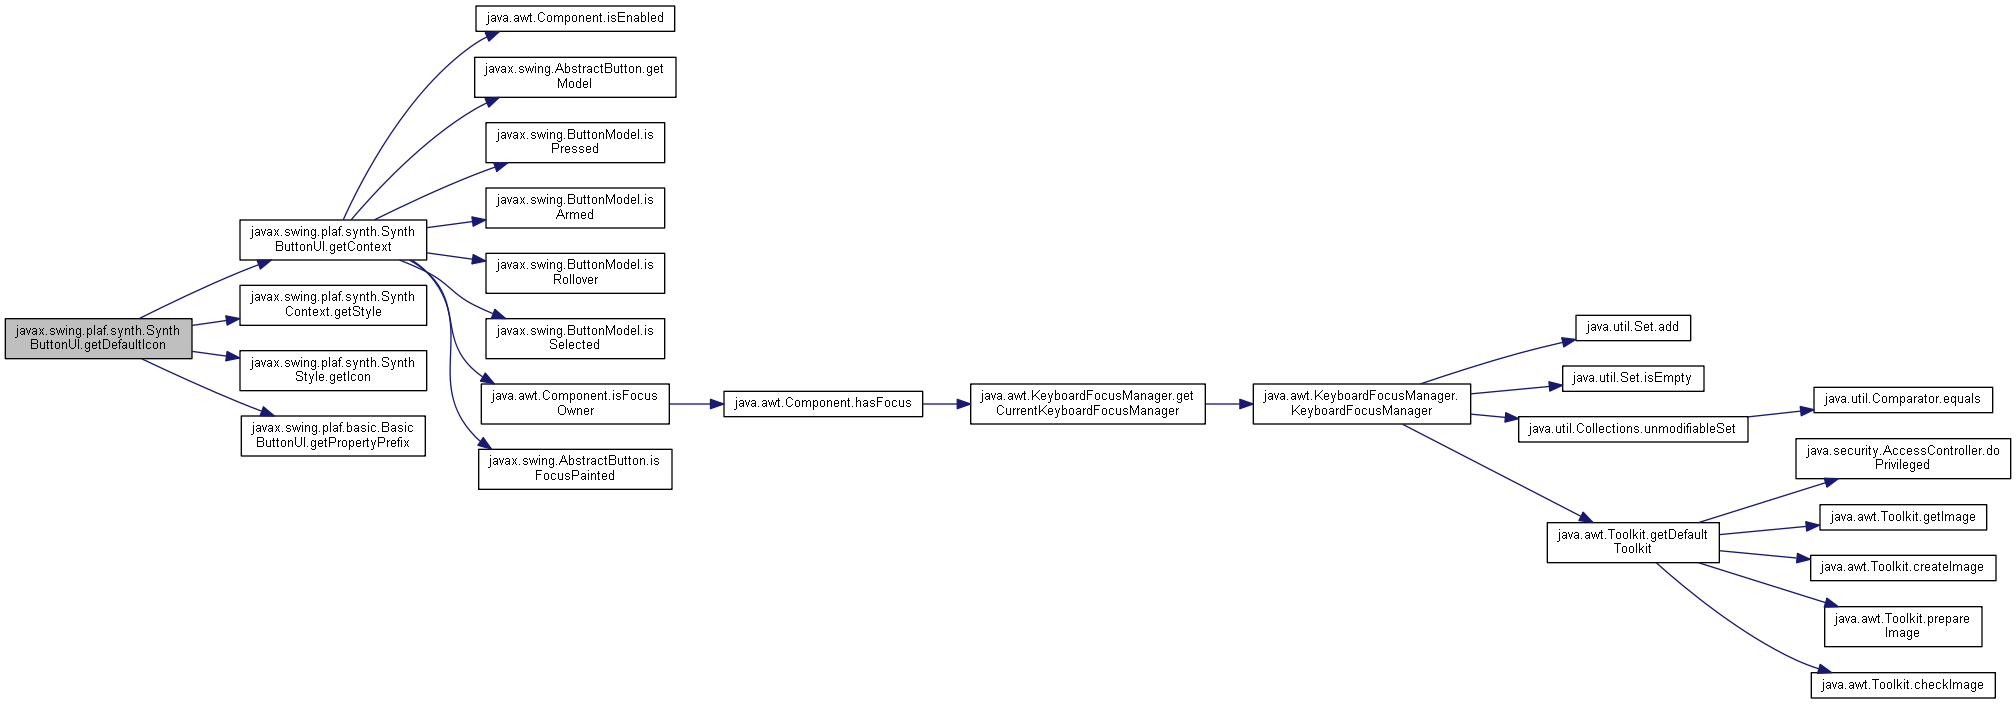 javax.swing.plaf.synth.Synth
ButtonUI.getDefaultIcon
javax.swing.plaf.synth.Synth
ButtonUI.getContext
javax.swing.plaf.synth.Synth
Context.getStyle
javax.swing.plaf.synth.Synth
Style.getIcon
javax.swing.plaf.basic.Basic
ButtonUI.getPropertyPrefix
java.awt.Component.isEnabled
javax.swing.AbstractButton.get
Model
javax.swing.ButtonModel.is
Pressed
javax.swing.ButtonModel.is
Armed
javax.swing.ButtonModel.is
Rollover
javax.swing.ButtonModel.is
Selected
java.awt.Component.isFocus
Owner
javax.swing.AbstractButton.is
FocusPainted
java.awt.Component.hasFocus
java.awt.KeyboardFocusManager.get
CurrentKeyboardFocusManager
java.awt.KeyboardFocusManager.
KeyboardFocusManager
java.util.Set.add
java.util.Set.isEmpty
java.util.Collections.unmodifiableSet
java.awt.Toolkit.getDefault
Toolkit
java.util.Comparator.equals
java.security.AccessController.do
Privileged
java.awt.Toolkit.getImage
java.awt.Toolkit.createImage
java.awt.Toolkit.prepare
Image
java.awt.Toolkit.checkImage